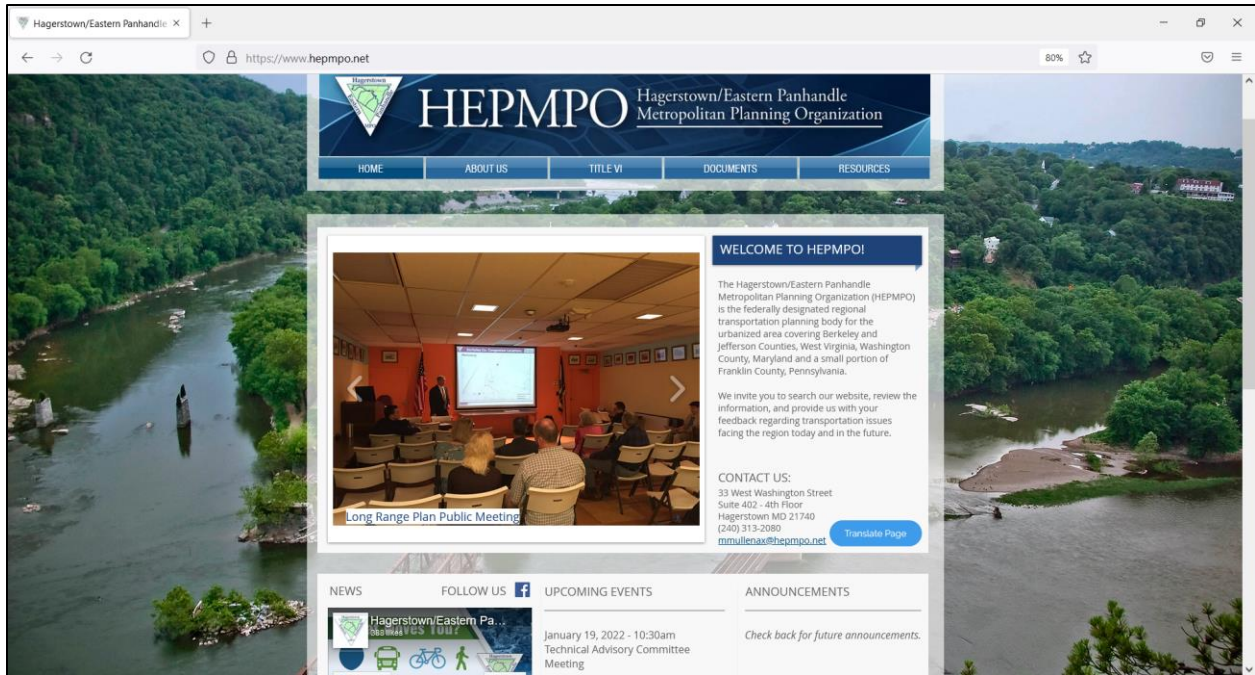 Hagerstown/Eastern Panhandle
https://www.hepmpo.net
80%
Hagerstown
HEPMPO
Hagerstown/Eastern Panhandle
Metropolitan Planning Organization
HOME
ABOUT US
TITLE VI
DOCUMENTS
RESOURCES
Long Range Plan Public Meeting
WELCOME TO HEPMPO!
The Hagerstown/Eastern Panhandle
Metropolitan Planning Organization (HEPMPO)
is the federally designated regional
transportation planning body for the
urbanized area covering Berkeley and
Jefferson Counties, West Virginia, Washington
County, Maryland and a small portion of
Franklin County, Pennsylvania.
We invite you to search our website, review the
information, and provide us with your
feedback regarding transportation issues
facing the region today and in the future.
CONTACT US:
33 West Washington Street
Suite 402 - 4th Floor
Hagerstown MD 21740
(240) 313-2080
mmullenax@hepmpo.net
Translate Page
NEWS
FOLLOW US
Hagerstown/Eastern Pa...
388 likes
UPCOMING EVENTS
January 19, 2022 - 10:30am
Technical Advisory Committee
Meeting
ANNOUNCEMENTS
Check back for future announcements.